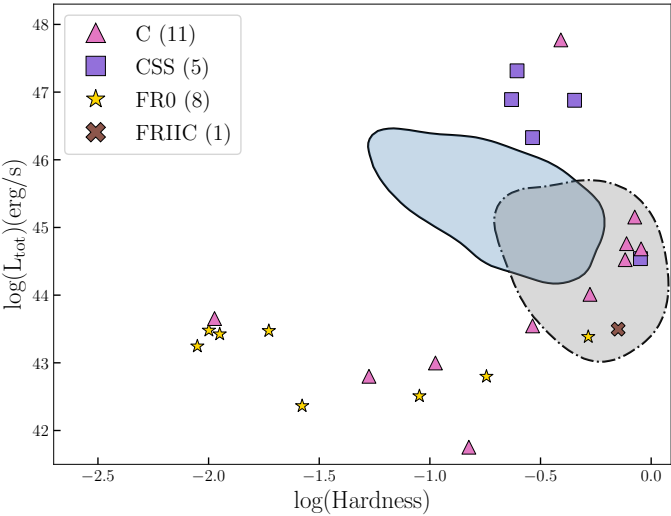 48
47
46
45
44
43
42
log(L_tot)(erg/s)
C (11)
CSS (5)
FR0 (8)
FRIIC (1)
−2.5 −2.0 −1.5 −1.0 −0.5 0.0
log(Hardness)